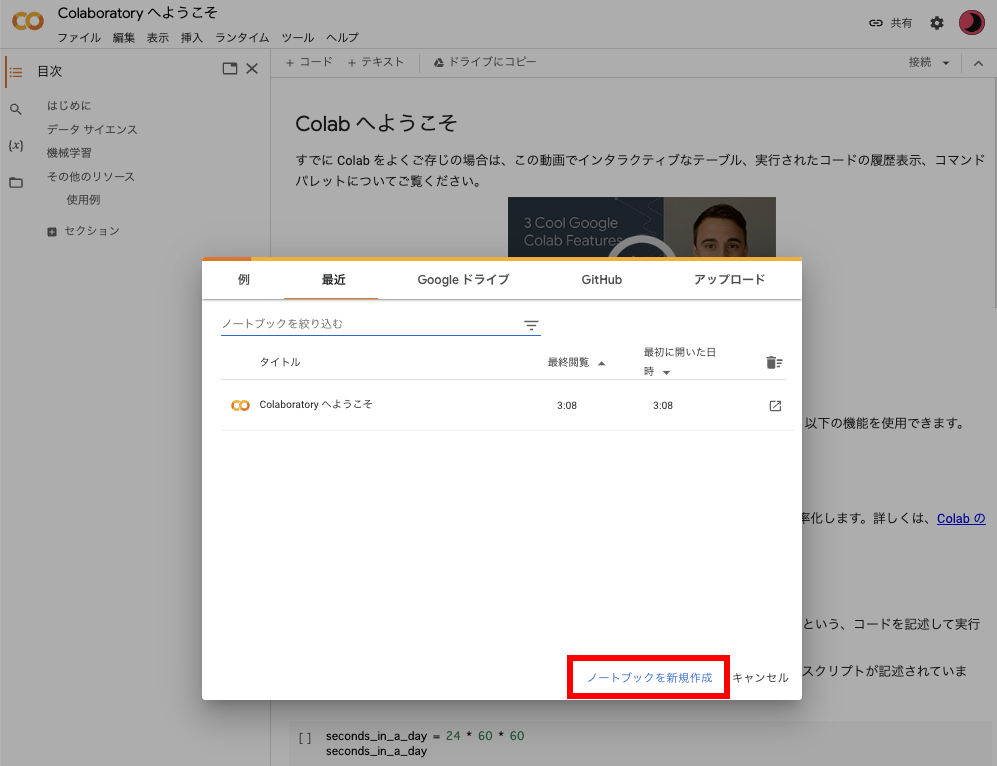 Colaboratory へようこそ
ファイル 編集 表示 挿入 ランタイム ツール ヘルプ
共有
目次
+ コード + テキスト ドライブにコピー
接続
はじめに
データ サイエンス
機械学習
その他のリソース
使用例
セクション
{x}
Colab へようこそ
すでに Colab をよくご存じの場合は、この動画でインタラクティブなテーブル、実行されたコードの履歴表示、コマンド
パレットについてご覧ください。
3 Cool Google
Colab Features
例 最近 Google ドライブ GitHub アップロード
ノートブックを絞り込む
タイトル 最終閲覧 最初に開いた日
時
Colaboratory へようこそ 3:08 3:08
ノートブックを新規作成 キャンセル
以下の機能を使用できます。
率化します。詳しくは、Colab の
という、コードを記述して実行
スクリプトが記述されていま
[ ] seconds_in_a_day = 24 * 60 * 60
seconds_in_a_day